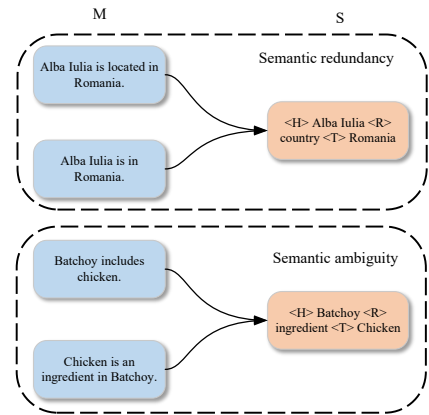 M
S
Semantic redundancy
Alba Iulia is located in
Romania.
Alba Iulia is in
Romania.
<H> Alba Iulia <R>
country <T> Romania
Semantic ambiguity
Batchoy includes
chicken.
Chicken is an
ingredient in Batchoy.
<H> Batchoy <R>
ingredient <T> Chicken